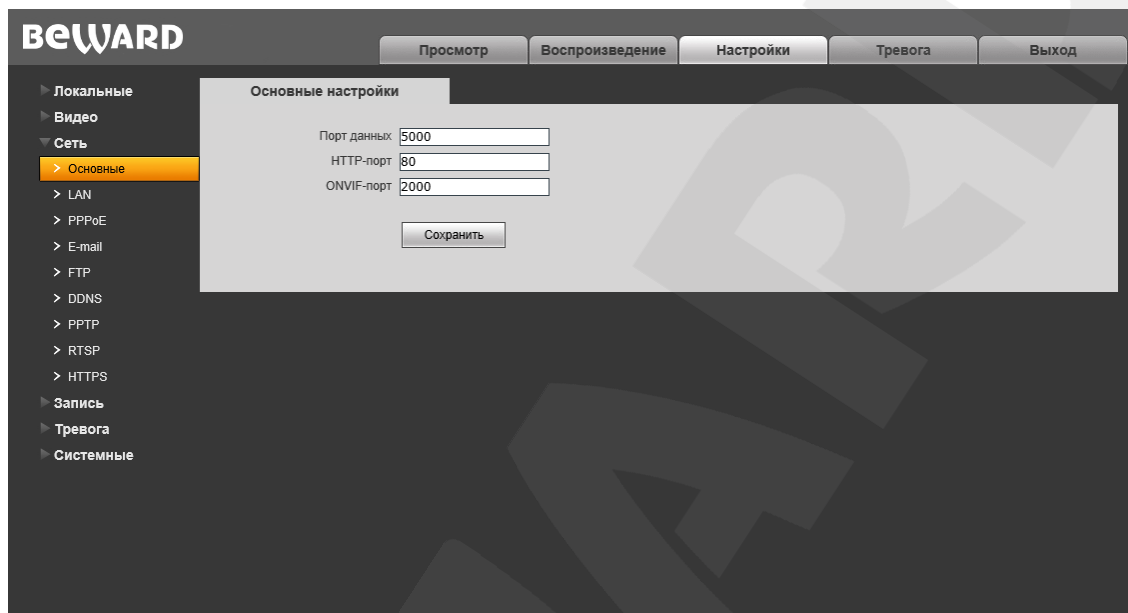 BEWARD
Просмотр
Воспроизведение
Настройки
Тревога
Выход
Локальные
Видео
Сеть
> Основные
> LAN
> PPPoE
> E-mail
> FTP
> DDNS
> PPTP
> RTSP
> HTTPS
Запись
Тревога
Системные
Основные настройки
Порт данных 5000
HTTP-порт 80
ONVIF-порт 2000
Сохранить